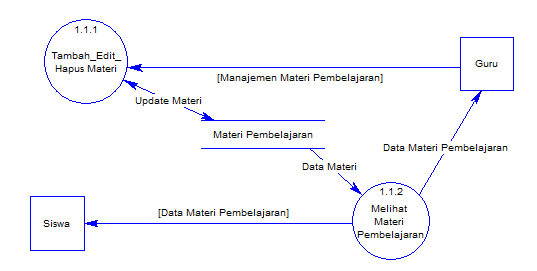 1.1.1
Tambah_Edit_
Hapus Materi
Guru
[Manajemen Materi Pembelajaran]
Update Materi
Materi Pembelajaran
Data Materi Pembelajaran
Data Materi
1.1.2
Melihat
Materi
Pembelajaran
[Data Materi Pembelajaran]
Siswa